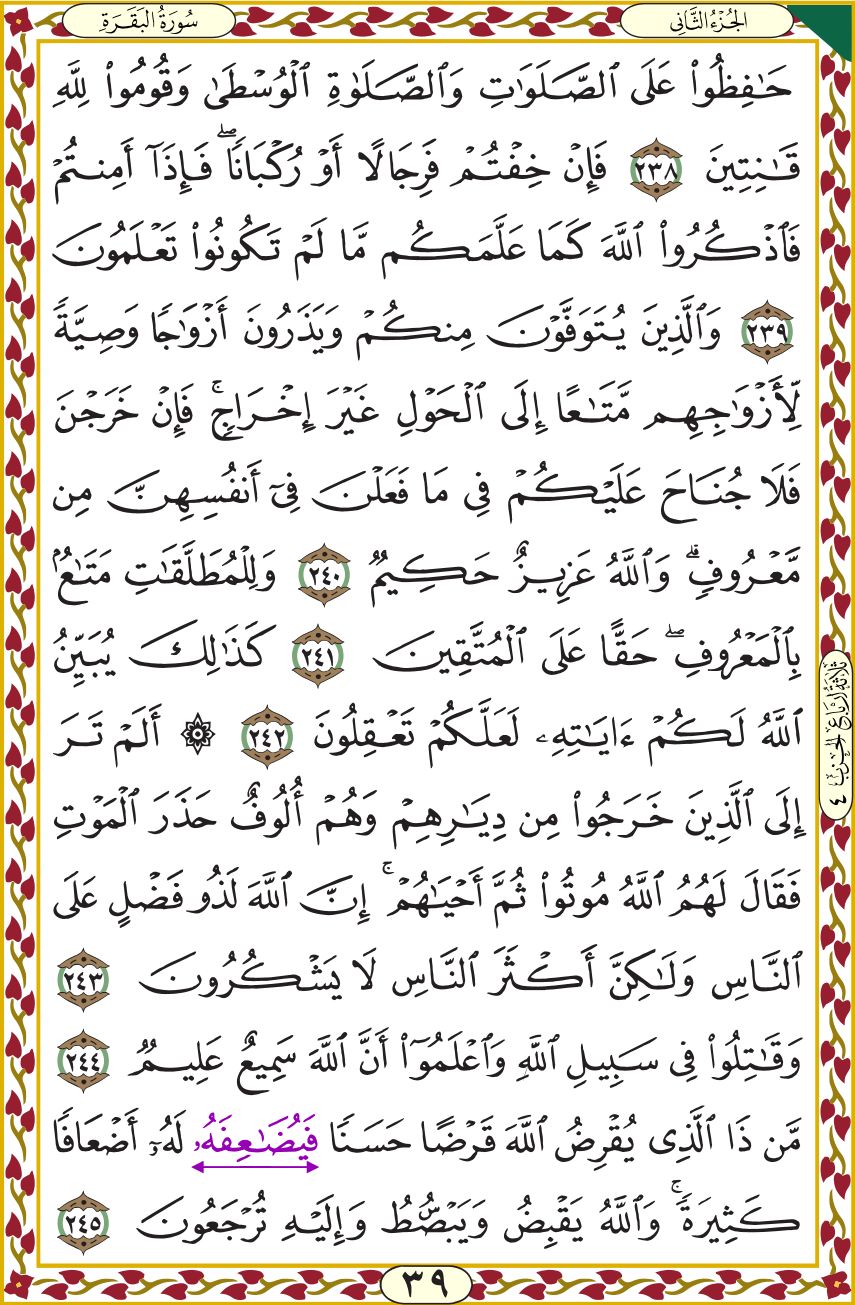 الجُزْءُ الثَّانِي
سُورَةُ البَقَرَةِ
حَٰفِظُوا۟ عَلَى ٱلصَّلَوَٰتِ وَٱلصَّلَوٰةِ ٱلْوُسْطَىٰ وَقُومُوا۟ لِلَّهِ
قَٰنِتِينَ ٢٣٨ فَإِنْ خِفْتُمْ فَرِجَالًا أَوْ رُكْبَانًا ۖ فَإِذَآ أَمِنتُمْ
فَٱذْكُرُوا۟ ٱللَّهَ كَمَا عَلَّمَكُم مَّا لَمْ تَكُونُوا۟ تَعْلَمُونَ
٢٣٩ وَٱلَّذِينَ يُتَوَفَّوْنَ مِنكُمْ وَيَذَرُونَ أَزْوَٰجًا وَصِيَّةً
لِّأَزْوَٰجِهِم مَّتَٰعًا إِلَى ٱلْحَوْلِ غَيْرَ إِخْرَاجٍ ۚ فَإِنْ خَرَجْنَ
فَلَا جُنَاحَ عَلَيْكُمْ فِي مَا فَعَلْنَ فِىٓ أَنفُسِهِنَّ مِن
مَّعْرُوفٍ ۗ وَٱللَّهُ عَزِيزٌ حَكِيمٌ ٢٤٠ وَلِلْمُطَلَّقَٰتِ مَتَٰعٌۢ
بِٱلْمَعْرُوفِ ۖ حَقًّا عَلَى ٱلْمُتَّقِينَ ٢٤١ كَذَٰلِكَ يُبَيِّنُ
ٱللَّهُ لَكُمْ ءَايَٰتِهِۦ لَعَلَّكُمْ تَعْقِلُونَ ٢٤٢ ۞ أَلَمْ تَرَ
إِلَى ٱلَّذِينَ خَرَجُوا۟ مِن دِيَٰرِهِمْ وَهُمْ أُلُوفٌ حَذَرَ ٱلْمَوْتِ
فَقَالَ لَهُمُ ٱللَّهُ مُوتُوا۟ ثُمَّ أَحْيَٰهُمْ ۚ إِنَّ ٱللَّهَ لَذُو فَضْلٍ عَلَى
ٱلنَّاسِ وَلَٰكِنَّ أَكْثَرَ ٱلنَّاسِ لَا يَشْكُرُونَ ٢٤٣
وَقَٰتِلُوا۟ فِى سَبِيلِ ٱللَّهِ وَٱعْلَمُوٓا۟ أَنَّ ٱللَّهَ سَمِيعٌ عَلِيمٌ ٢٤٤
مَّن ذَا ٱلَّذِى يُقْرِضُ ٱللَّهَ قَرْضًا حَسَنًا فَيُضَٰعِفَهُۥ لَهُۥٓ أَضْعَافًا
كَثِيرَةً ۚ وَٱللَّهُ يَقْبِضُ وَيَبْصُۜطُ وَإِلَيْهِ تُرْجَعُونَ ٢٤٥
ثَلَاثَةُ أَرْبَاعِ الْحِزْبِ ٤
٣٩